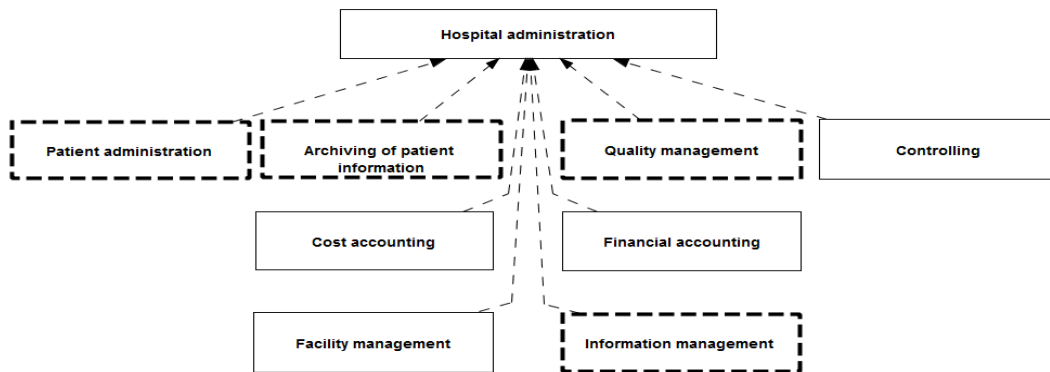 Hospital administration
Patient administration
Archiving of patient
information
Quality management
Controlling
Cost accounting
Financial accounting
Facility management
Information management